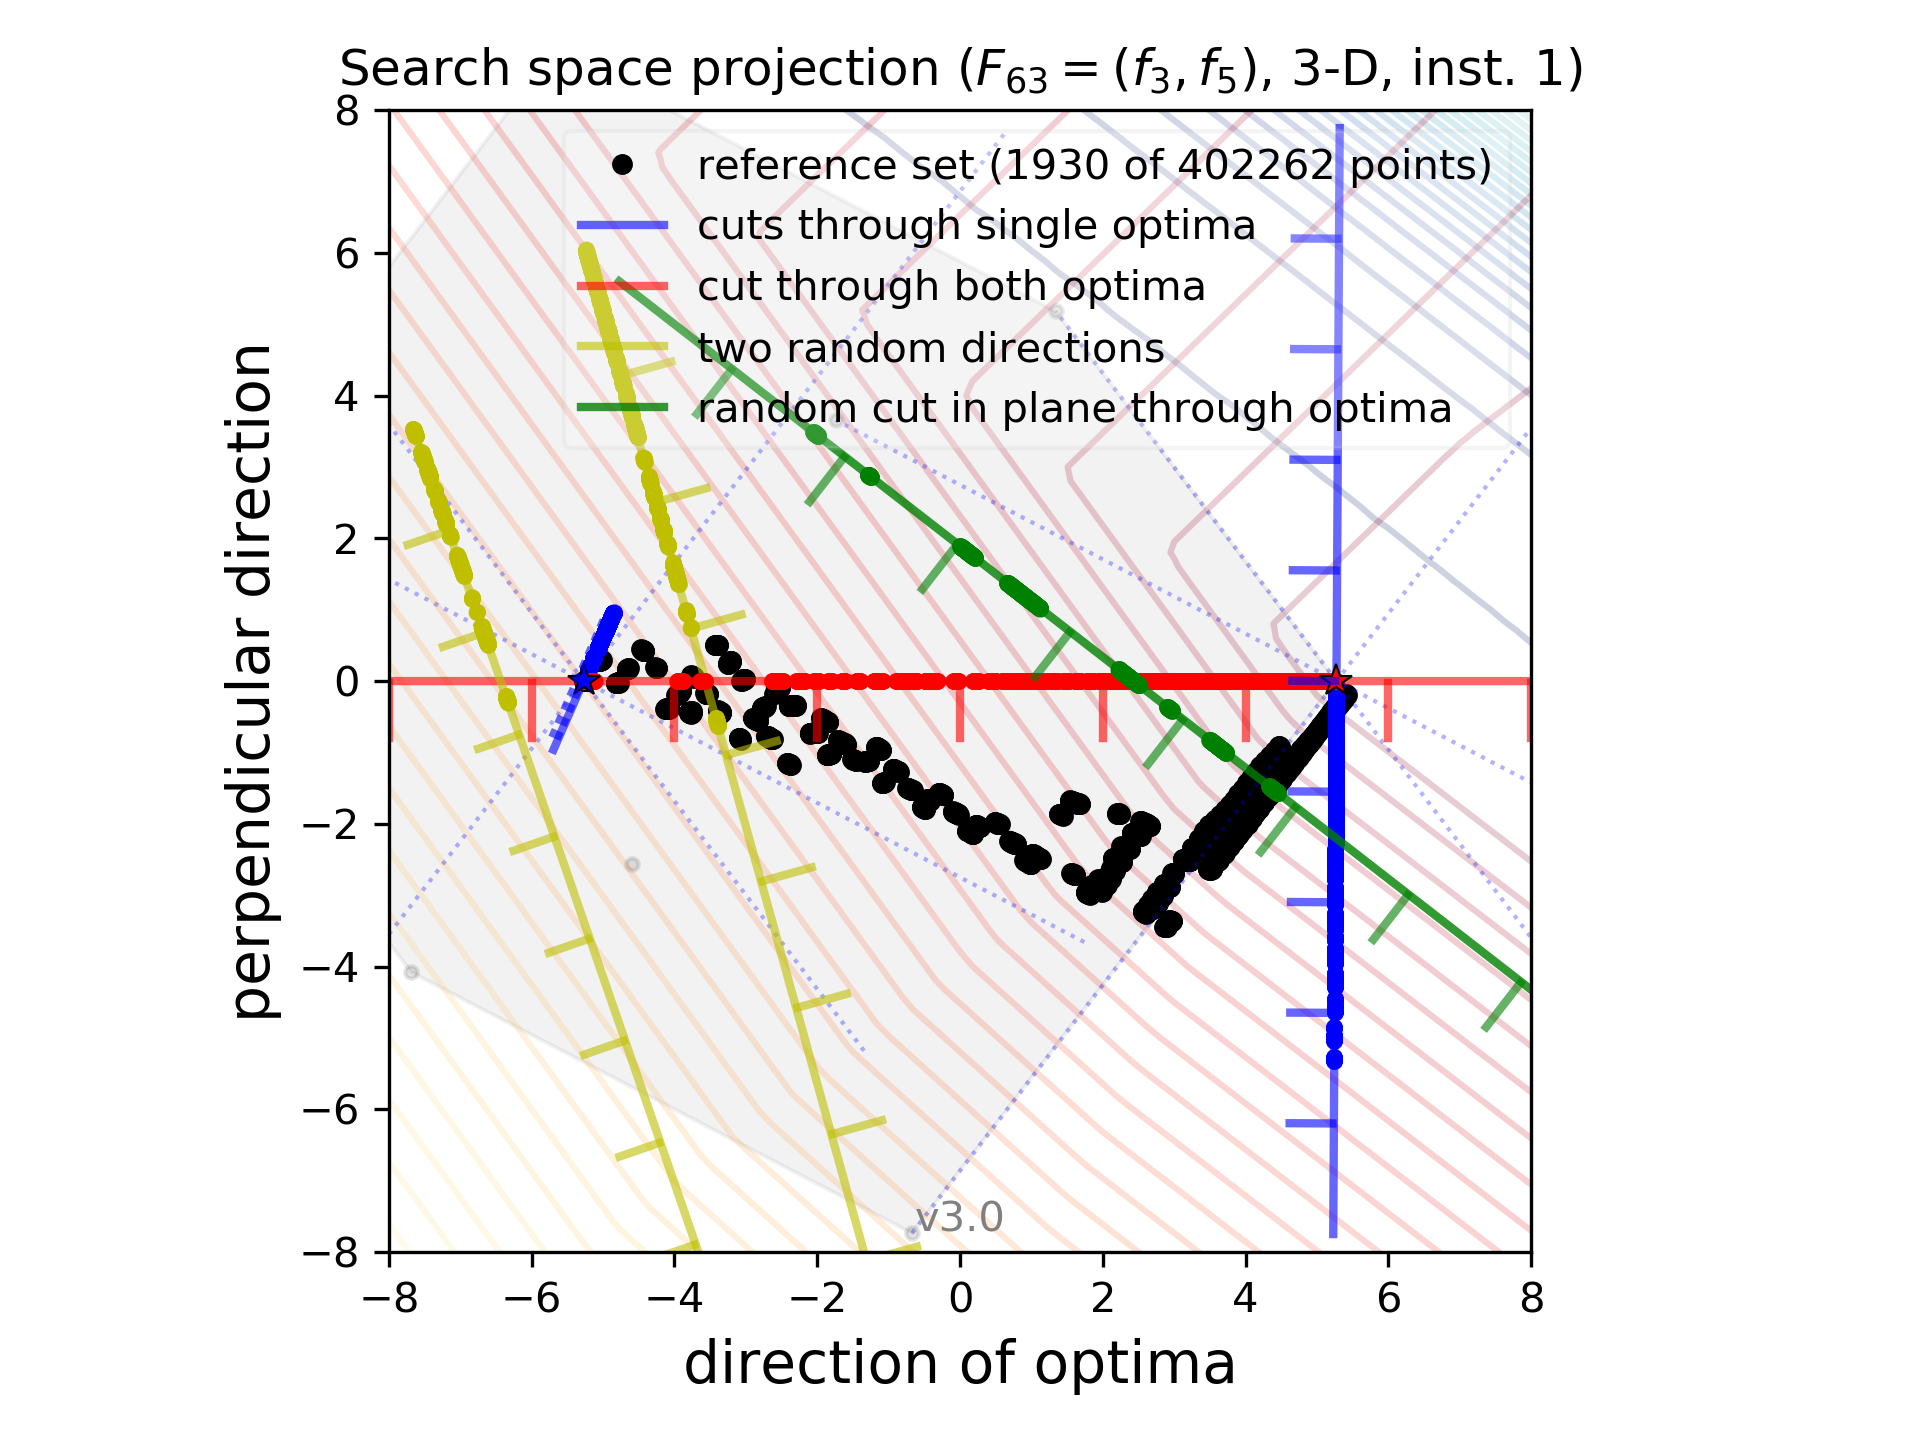 Search space projection (F₆₃ = (f₃, f₅), 3-D, inst. 1)
reference set (1930 of 402262 points)
cuts through single optima
cut through both optima
two random directions
random cut in plane through optima
perpendicular direction
8
6
4
2
0
−2
−4
−6
−8
v3.0
−8 −6 −4 −2 0 2 4 6 8
direction of optima